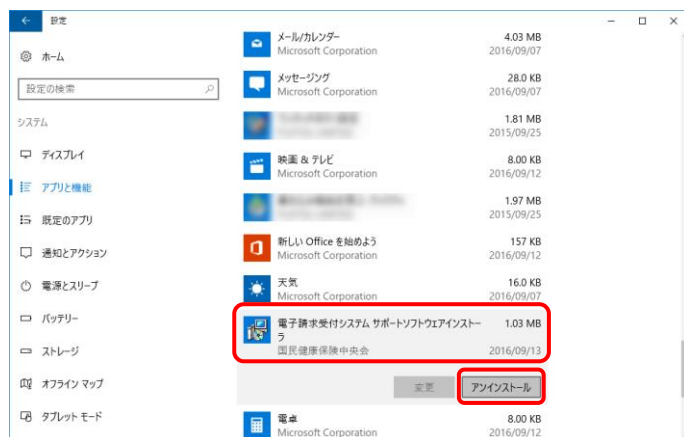 設定
ホーム
設定の検索
システム
ディスプレイ
アプリと機能
既定のアプリ
通知とアクション
電源とスリープ
バッテリー
ストレージ
オフライン マップ
タブレット モード
メール/カレンダー 4.03 MB
Microsoft Corporation 2016/09/07
メッセージング 28.0 KB
Microsoft Corporation 2016/09/07
1.81 MB
2015/09/25
映画 & テレビ 8.00 KB
Microsoft Corporation 2016/09/12
1.97 MB
2015/09/25
新しい Office を始めよう 157 KB
Microsoft Corporation 2016/09/12
天気 16.0 KB
Microsoft Corporation 2016/09/07
電子請求受付システム サポートソフトウェアインストー 1.03 MB
ラ
国民健康保険中央会 2016/09/13
変更 アンインストール
電卓 8.00 KB
Microsoft Corporation 2016/09/12